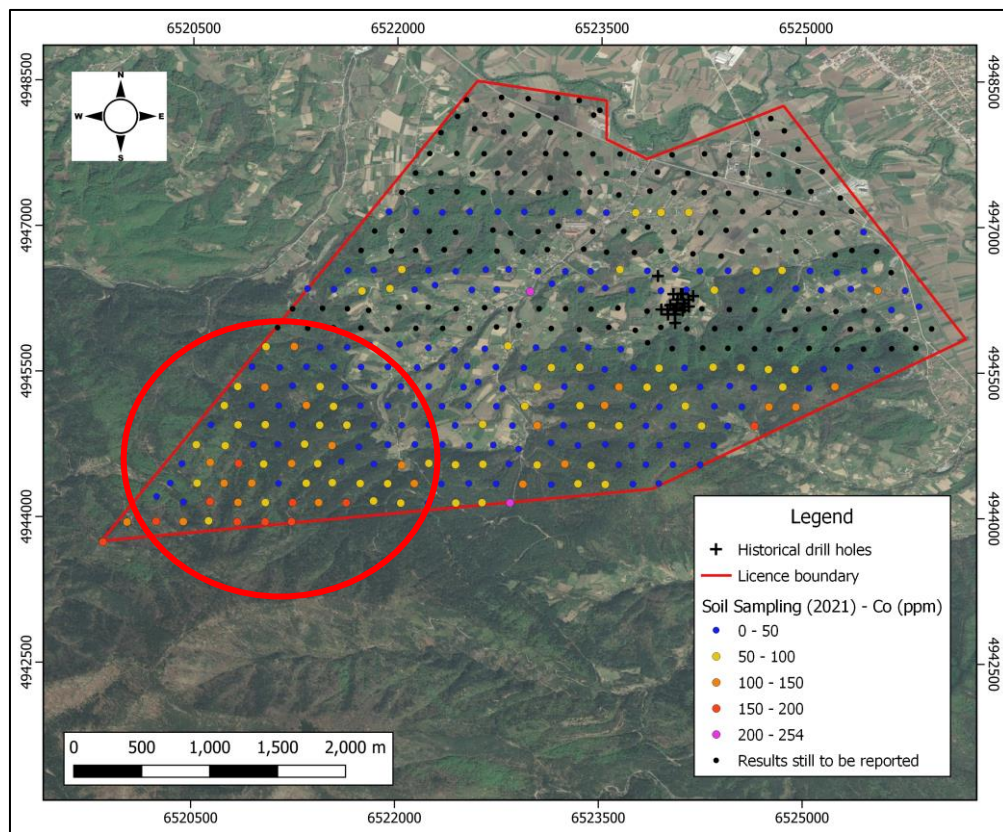 6520500 6522000 6523500 6525000
4948500 4948500
N
W E
S
4947000 4947000
4945500 4945500
4944000 4944000
4942500 4942500
Legend
Historical drill holes
Licence boundary
Soil Sampling (2021) - Co (ppm)
0 - 50
50 - 100
100 - 150
150 - 200
200 - 254
Results still to be reported
0 500 1,000 1,500 2,000 m
6520500 6522000 6523500 6525000